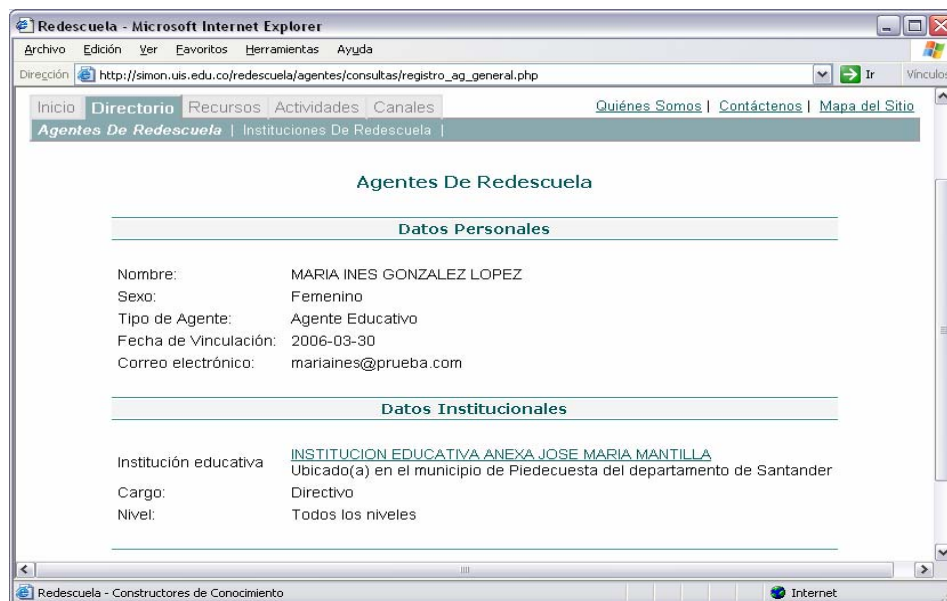 Redescuela - Microsoft Internet Explorer
Archivo Edición Ver Favoritos Herramientas Ayuda
Dirección http://simon.uis.edu.co/redescuela/agentes/consultas/registro_ag_general.php Ir Vínculos
Inicio Directorio Recursos Actividades Canales Quiénes Somos | Contáctenos | Mapa del Sitio
Agentes De Redescuela | Instituciones De Redescuela |
Agentes De Redescuela
Datos Personales
Nombre: MARIA INES GONZALEZ LOPEZ
Sexo: Femenino
Tipo de Agente: Agente Educativo
Fecha de Vinculación: 2006-03-30
Correo electrónico: mariaines@prueba.com
Datos Institucionales
Institución educativa INSTITUCION EDUCATIVA ANEXA JOSE MARIA MANTILLA
Ubicado(a) en el municipio de Piedecuesta del departamento de Santander
Cargo: Directivo
Nivel: Todos los niveles
Redescuela - Constructores de Conocimiento Internet